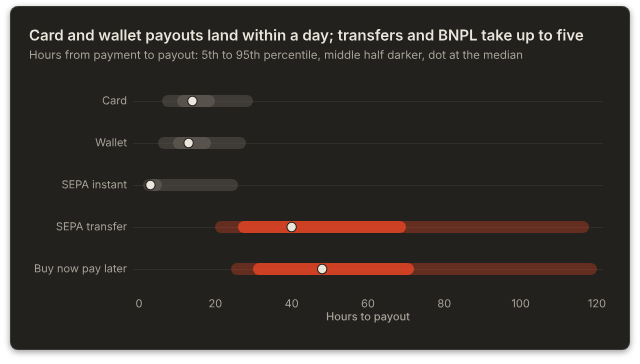 Card and wallet payouts land within a day; transfers and BNPL take up to five
Hours from payment to payout: 5th to 95th percentile, middle half darker, dot at the median
Card
Wallet
SEPA instant
SEPA transfer
Buy now pay later
0 20 40 60 80 100 120
Hours to payout